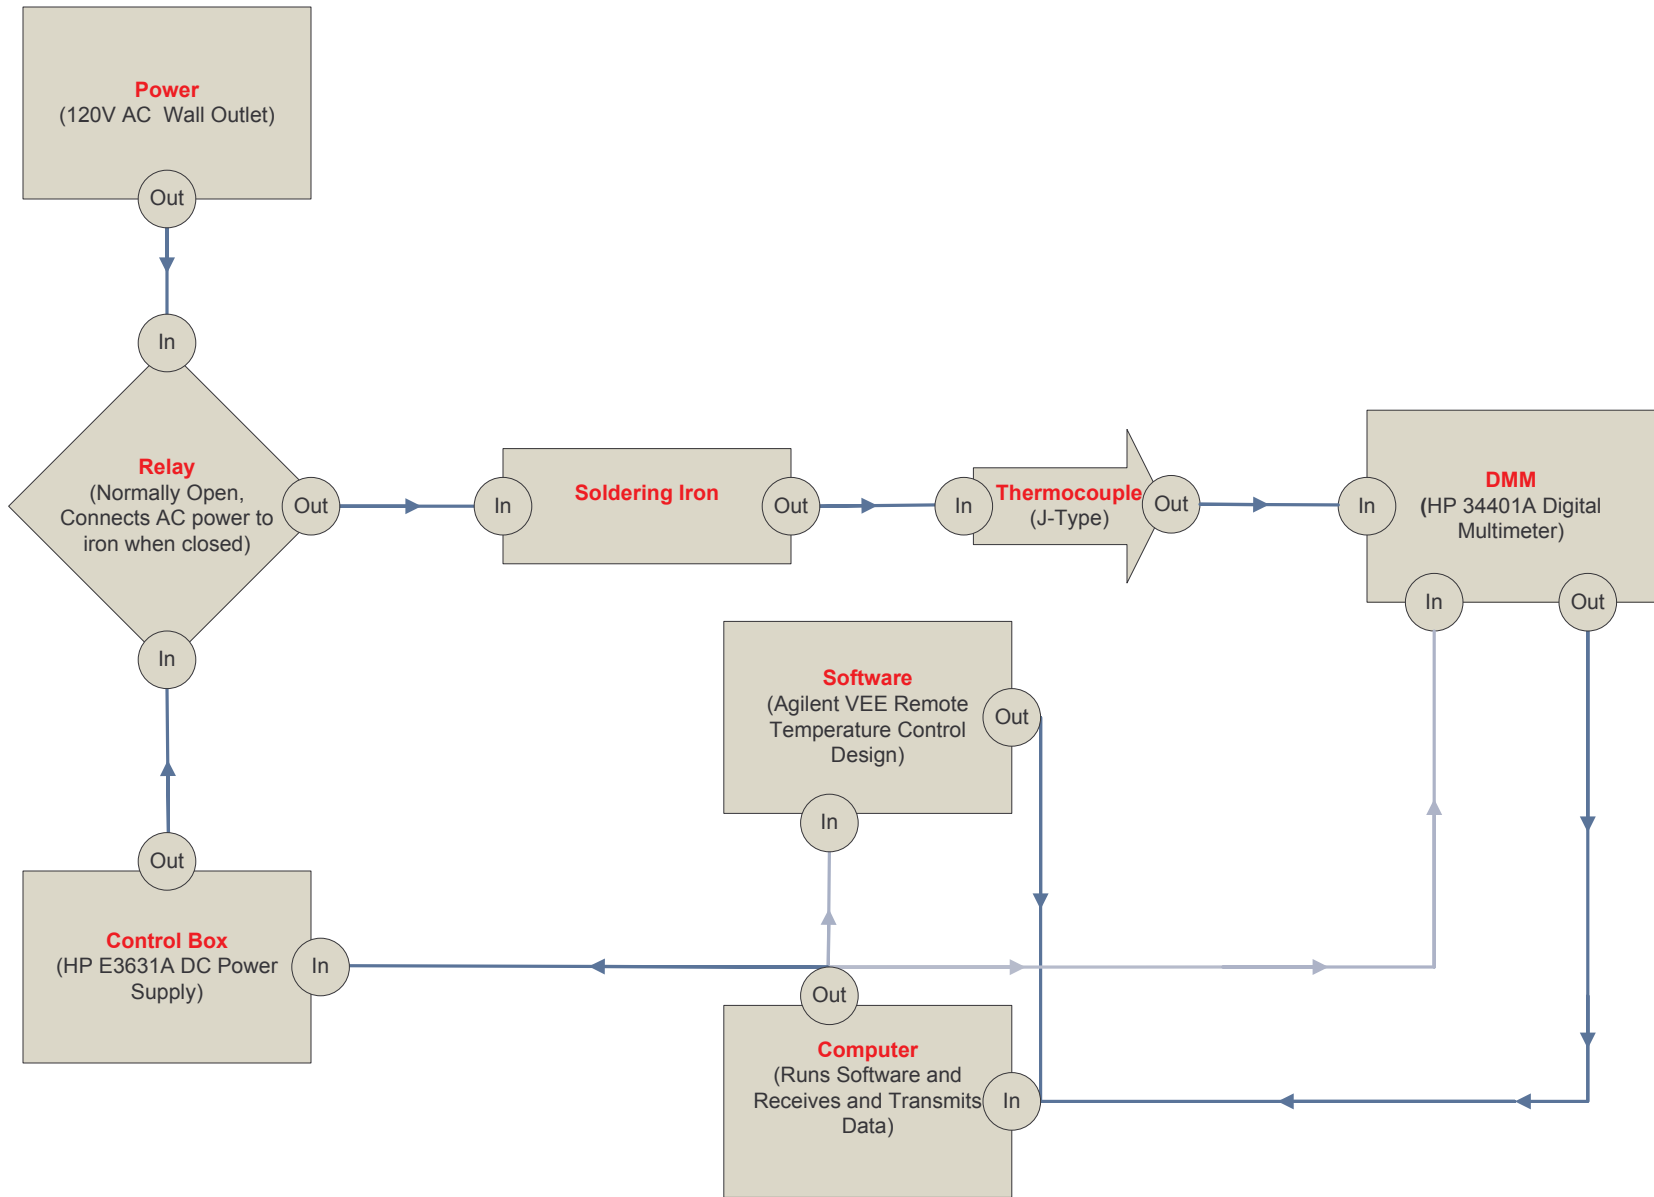 Power
(120V AC  Wall Outlet)
Out
In
Relay
(Normally Open,
Connects AC power to
iron when closed)
Out
In
In
Soldering Iron
Out
In
Thermocouple
(J-Type)
Out
In
DMM
(HP 34401A Digital
Multimeter)
In
Out
Software
(Agilent VEE Remote
Temperature Control
Design)
Out
In
Out
Control Box
(HP E3631A DC Power
Supply)
In
Out
Computer
(Runs Software and
Receives and Transmits
Data)
In